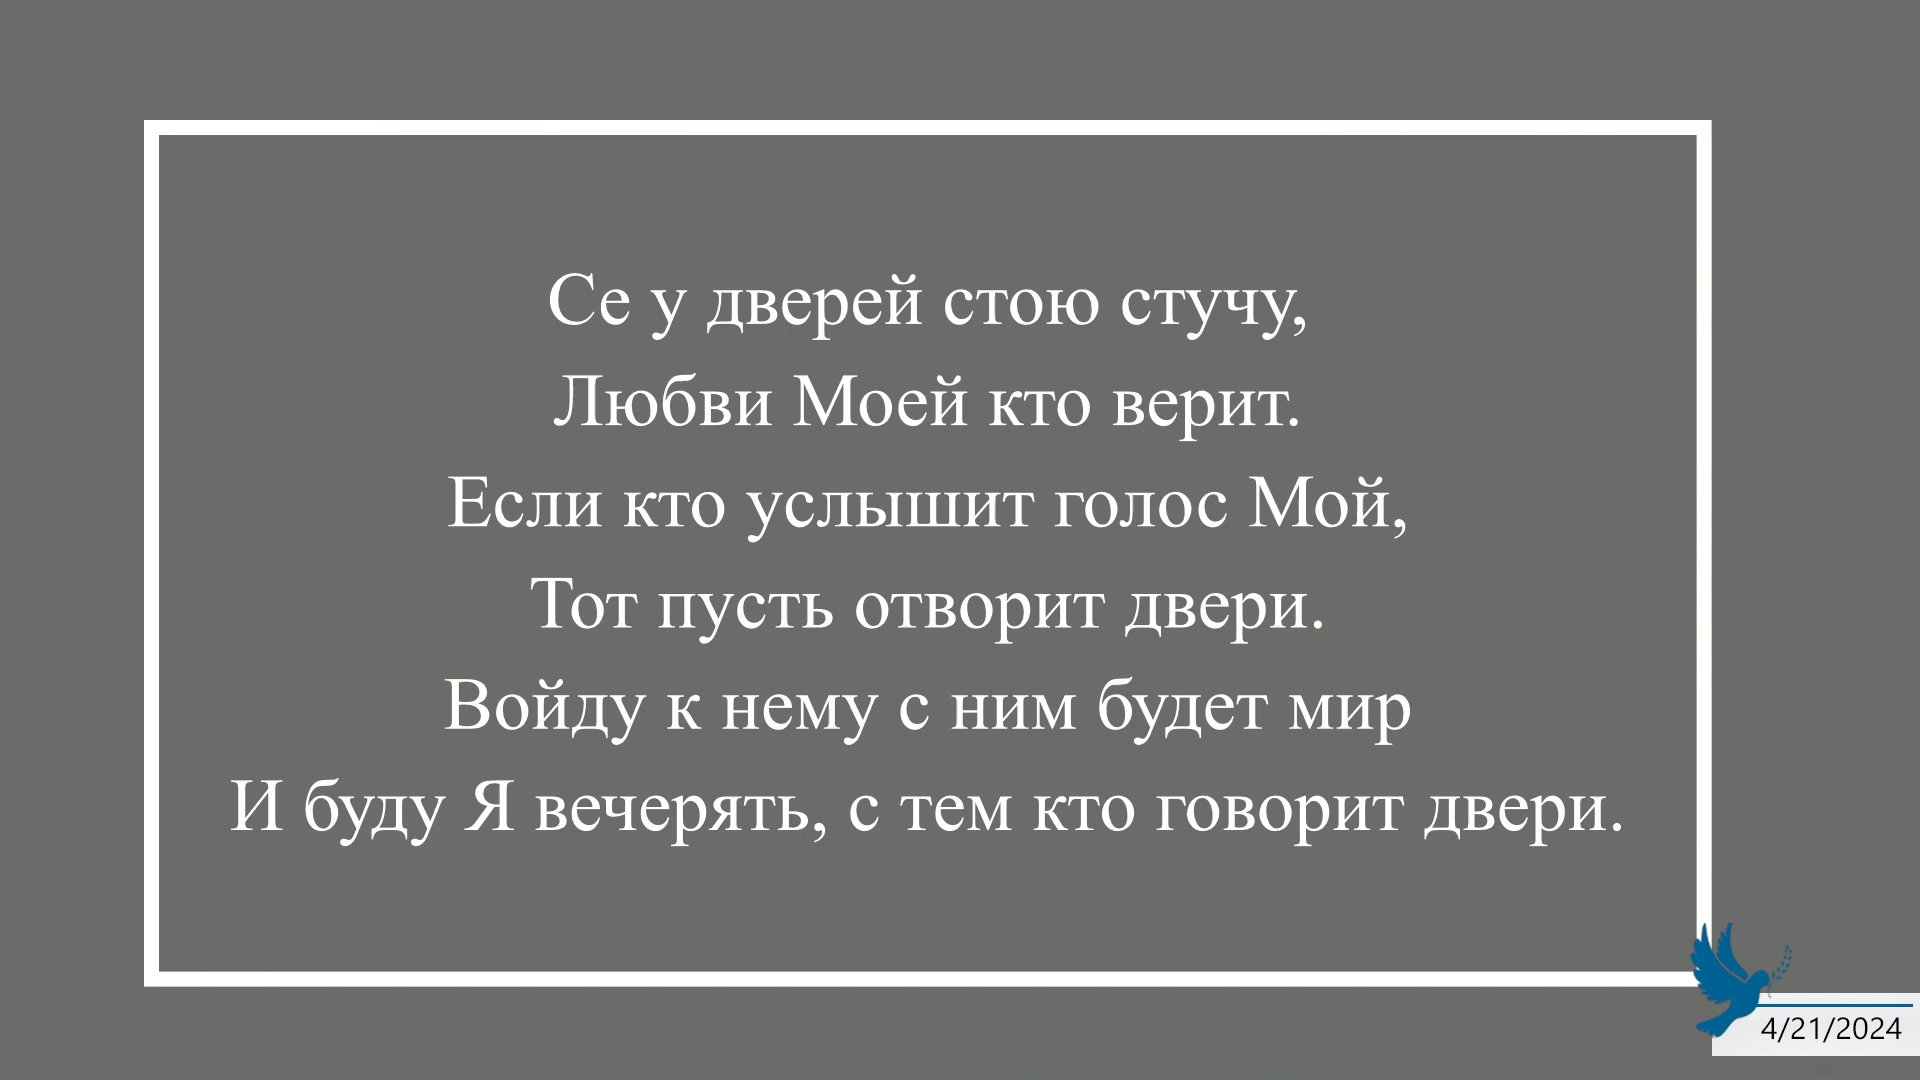 Се у дверей стою стучу,
Любви Моей кто верит.
Если кто услышит голос Мой,
Тот пусть отворит двери.
Войду к нему с ним будет мир
И буду Я вечерять, с тем кто говорит двери.
4/21/2024